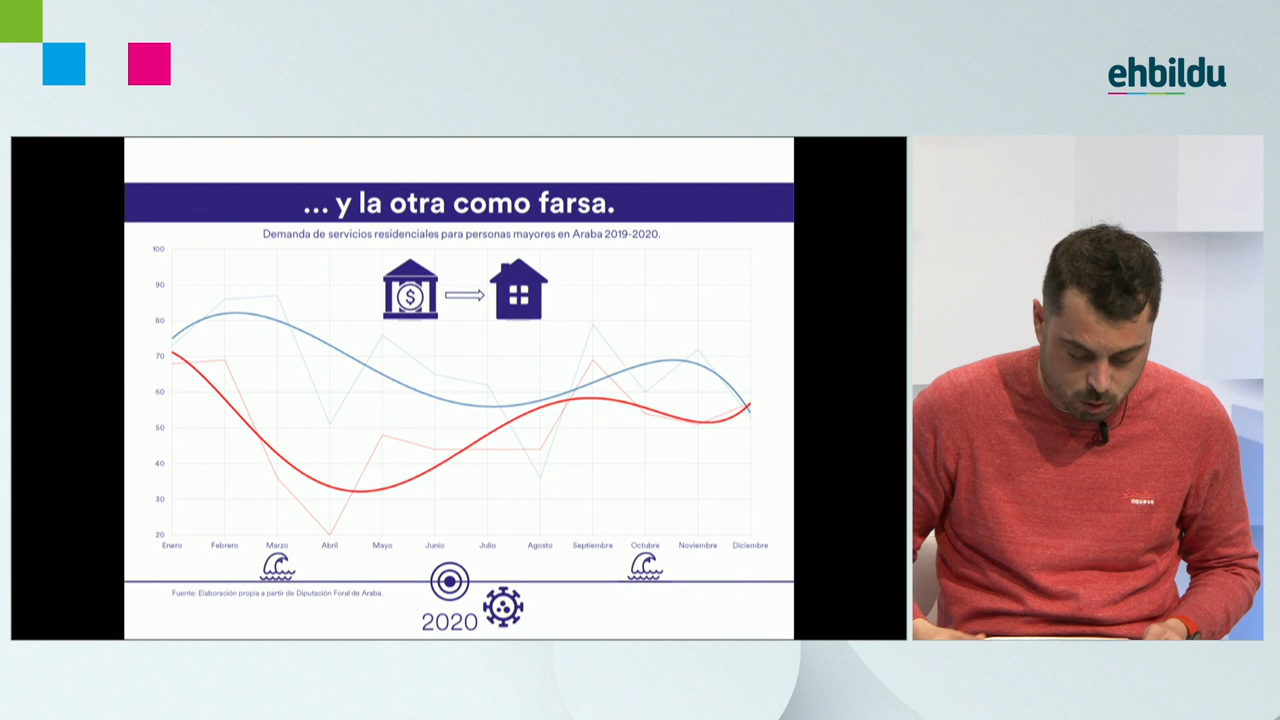 ehbildu
... y la otra como farsa.
Demanda de servicios residenciales para personas mayores en Araba 2019-2020.
$
100
90
80
70
60
50
40
30
20
Enero Febrero Marzo Abril Mayo Junio Julio Agosto Septiembre Octubre Noviembre Diciembre
Fuente: Elaboración propia a partir de Diputación Foral de Araba.
2020